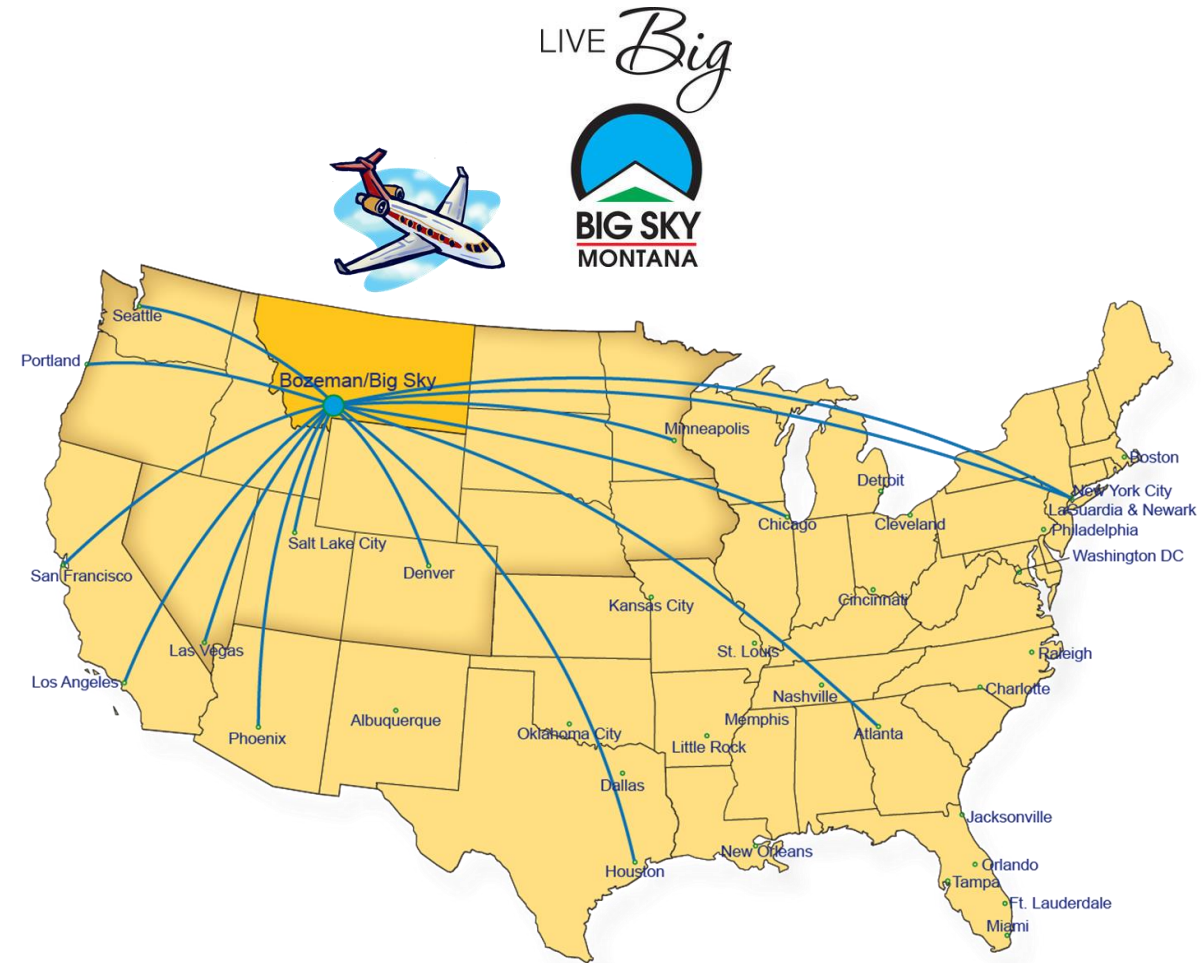 LIVE Big
BIG SKY
MONTANA
Seattle
Portland
Bozeman/Big Sky
Minneapolis
Boston
Detroit
New York City
LaGuardia & Newark
Chicago
Cleveland
Philadelphia
Salt Lake City
Washington DC
San Francisco
Denver
Cincinnati
Kansas City
Las Vegas
St. Louis
Raleigh
Los Angeles
Charlotte
Nashville
Albuquerque
Memphis
Phoenix
Oklahoma City
Atlanta
Little Rock
Dallas
Jacksonville
New Orleans
Orlando
Houston
Tampa
Ft. Lauderdale
Miami